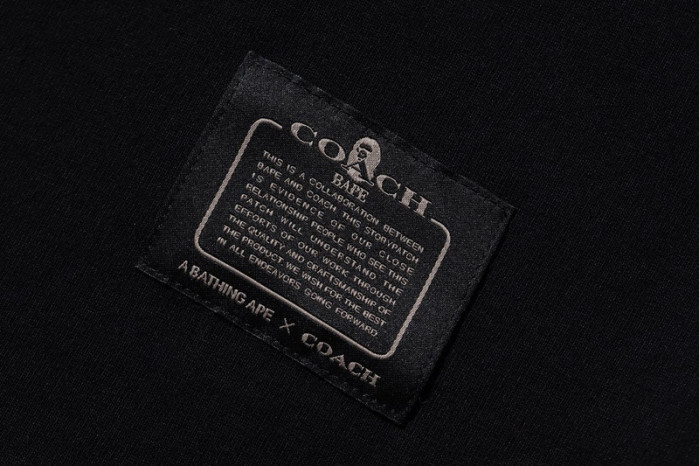 COACH
BAPE
THIS IS A COLLABORATION BETWEEN
BAPE AND COACH. THIS STORYPATCH
IS EVIDENCE OF OUR CLOSE
RELATIONSHIP. PEOPLE WHO SEE THIS
PATCH WILL UNDERSTAND THE
EFFORTS OF OUR WORK THROUGH
THE QUALITY AND CRAFTSMANSHIP OF
THE PRODUCT. WE WISH FOR THE BEST
IN ALL ENDEAVORS GOING FORWARD
A BATHING APE × COACH